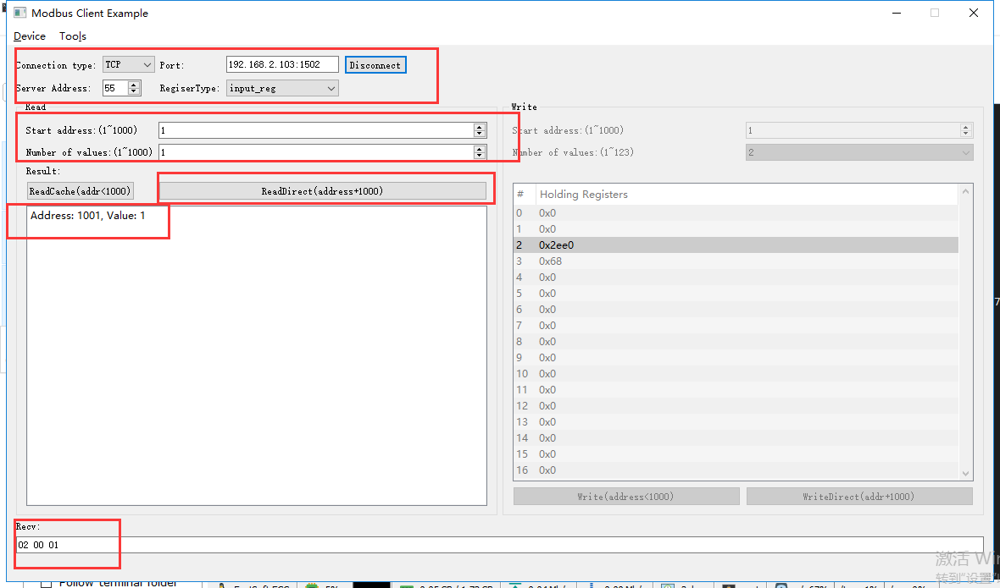 Modbus Client Example
Device Tools
Connection type: TCP Port: 192.168.2.103:1502 Disconnect
Server Address: 55 RegiserType: input_reg
Read Write
Start address:(1~1000) 1 Start address:(1~1000) 1
Number of values:(1~1000) 1 Number of values:(1~123) 2
Result:
ReadCache(addr<1000) ReadDirect(address+1000)
# Holding Registers
Address: 1001, Value: 1
0 0x0
1 0x0
2 0x2ee0
3 0x68
4 0x0
5 0x0
6 0x0
7 0x0
8 0x0
9 0x0
10 0x0
11 0x0
12 0x0
13 0x0
14 0x0
15 0x0
16 0x0
Write(address<1000) WriteDirect(addr+1000)
Recv:
02 00 01
激活 Win
转到"设置"
Follow terminal folder